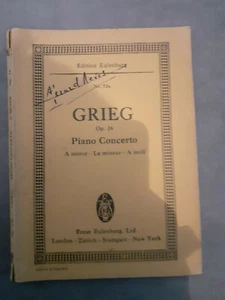 Edition Eulenburg
GRIEG
Op. 16
Piano Concerto
A minor - La mineur - A moll
Ernst Eulenburg, Ltd.
London - Zürich - Stuttgart - New York